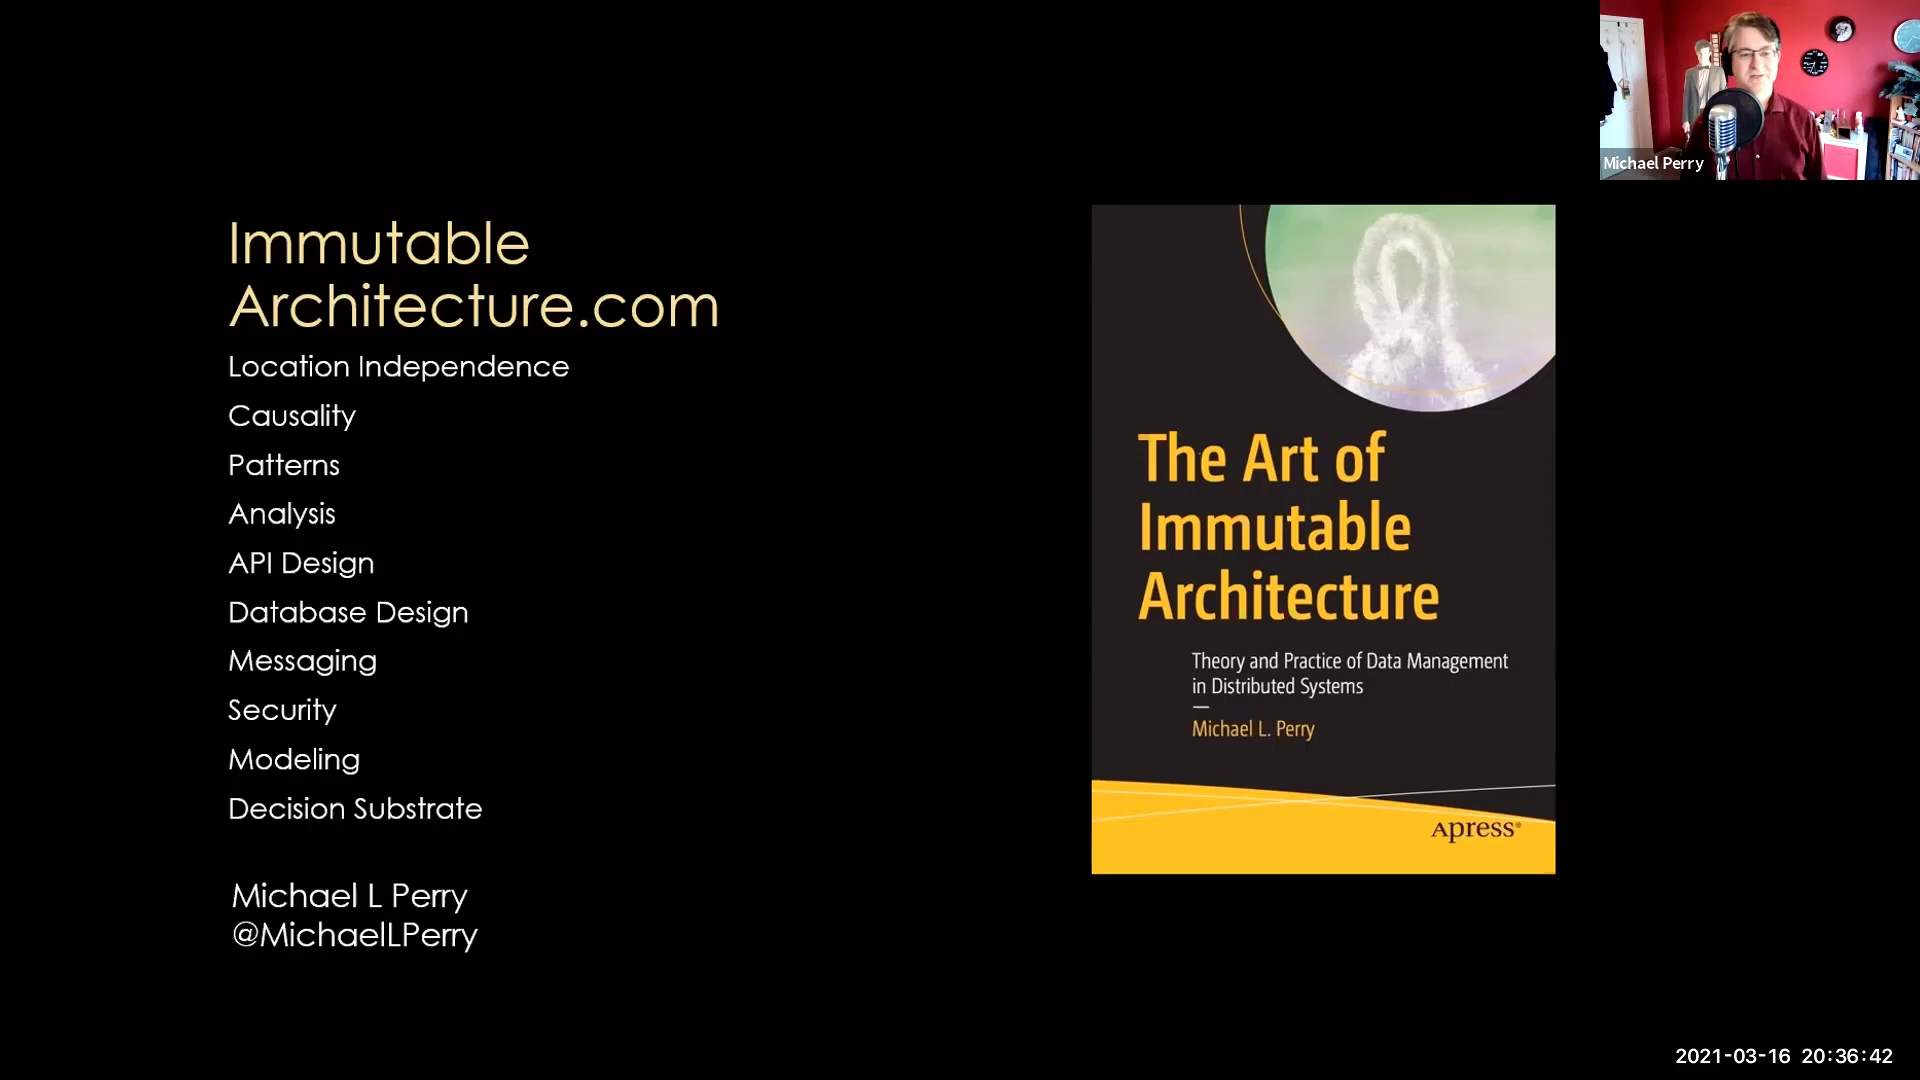 Michael Perry
Immutable
Architecture.com
Location Independence
Causality
Patterns
Analysis
API Design
Database Design
Messaging
Security
Modeling
Decision Substrate
Michael L Perry
@MichaelLPerry
The Art of
Immutable
Architecture
Theory and Practice of Data Management
in Distributed Systems
—
Michael L. Perry
Apress®
2021-03-16 20:36:42